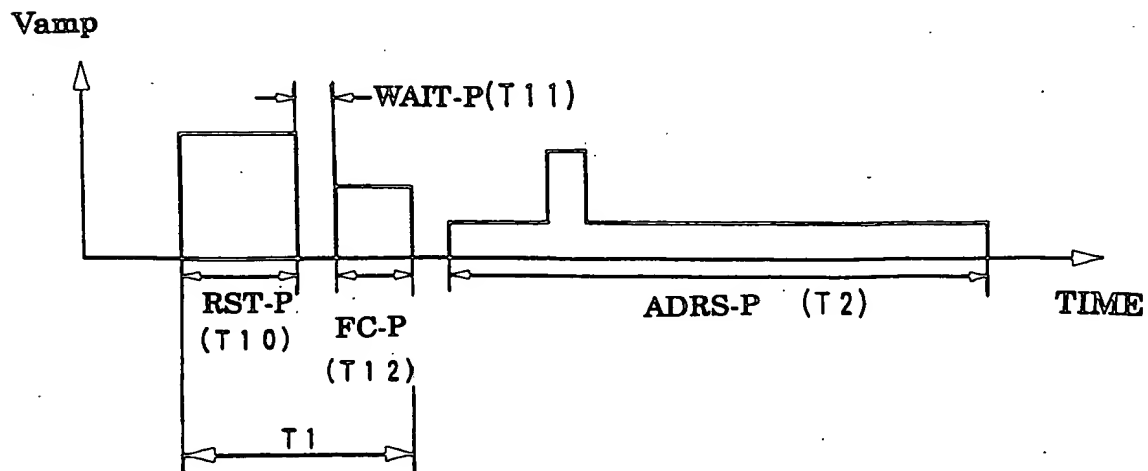 Vamp
WAIT-P(T11)
RST-P
(T10)
FC-P
(T12)
ADRS-P (T2)
TIME
T1